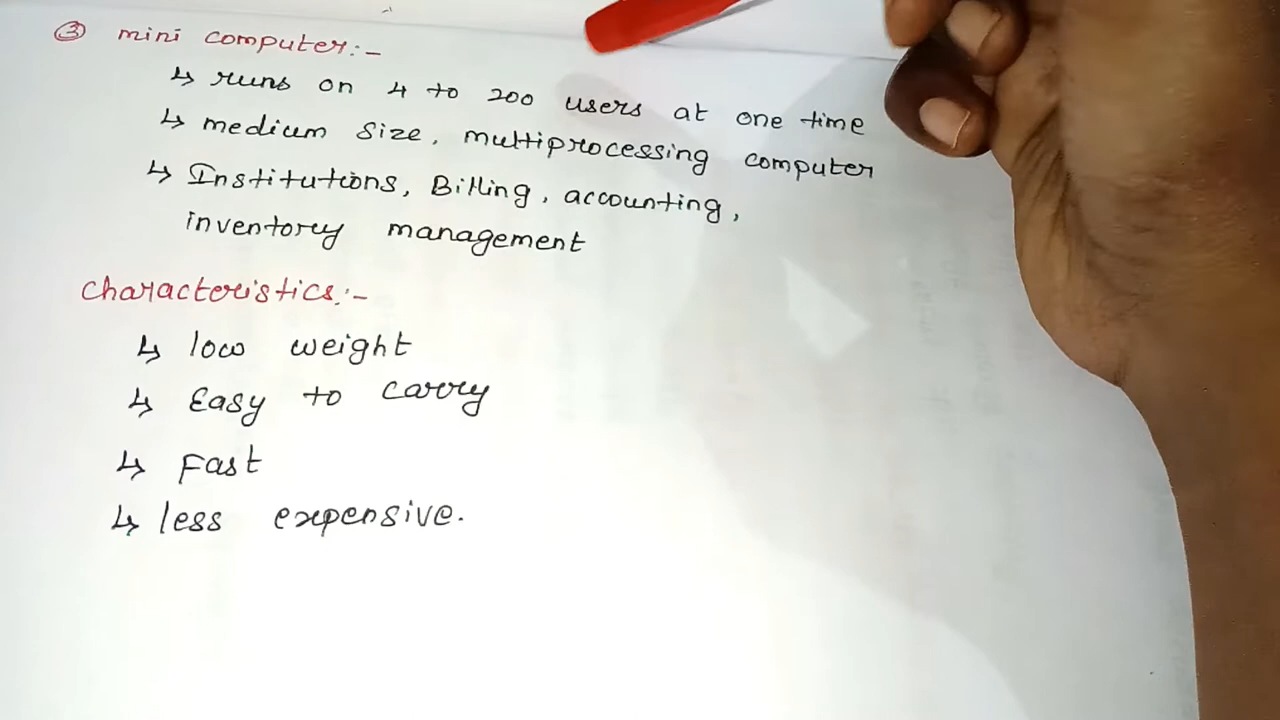 ③ mini computer:-
↳ runs on 4 to 200 users at one time
↳ medium size, multiprocessing computer
↳ Institutions, Billing, accounting,
inventory management
characteristics:-
↳ low weight
↳ Easy to carry
↳ Fast
↳ less expensive.